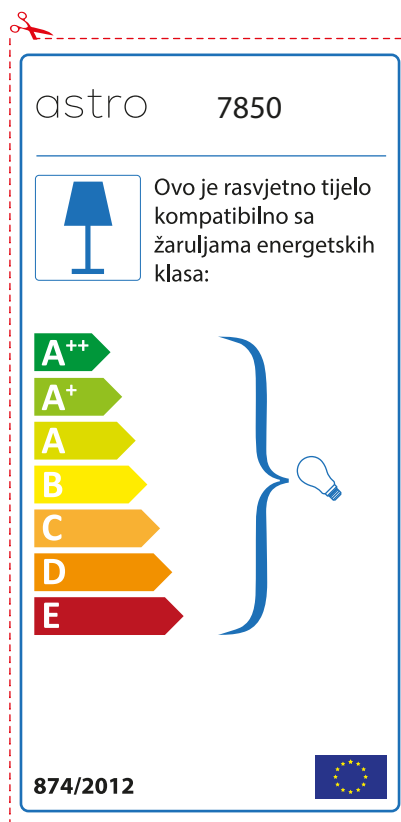 astro 7850
Ovo je rasvjetno tijelo
kompatibilno sa
žaruljama energetskih
klasa:
A++
A+
A
B
C
D
E
874/2012